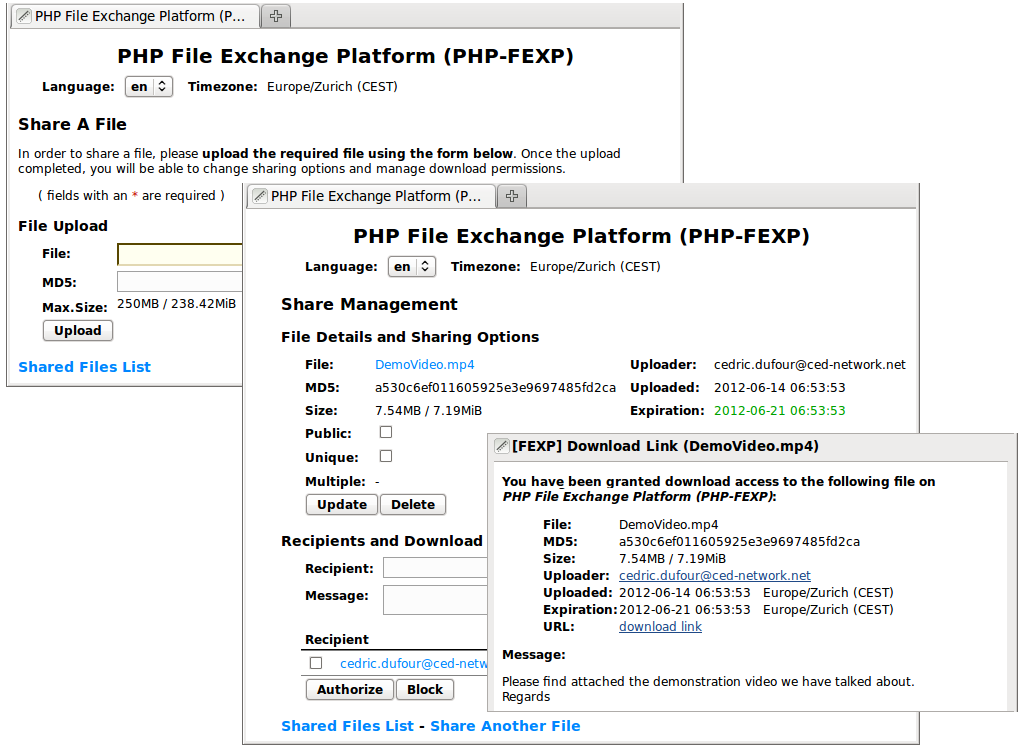 PHP File Exchange Platform (P...
PHP File Exchange Platform (PHP-FEXP)
Language: en Timezone: Europe/Zurich (CEST)
Share A File
In order to share a file, please upload the required file using the form below. Once the upload
completed, you will be able to change sharing options and manage download permissions.
( fields with an * are required )
File Upload
File:
MD5:
Max.Size: 250MB / 238.42MiB
Upload
Shared Files List
PHP File Exchange Platform (P...
PHP File Exchange Platform (PHP-FEXP)
Language: en Timezone: Europe/Zurich (CEST)
Share Management
File Details and Sharing Options
File: DemoVideo.mp4 Uploader: cedric.dufour@ced-network.net
MD5: a530c6ef011605925e3e9697485fd2ca Uploaded: 2012-06-14 06:53:53
Size: 7.54MB / 7.19MiB Expiration: 2012-06-21 06:53:53
Public:
Unique:
Multiple: -
Update Delete
Recipients and Download
Recipient:
Message:
Recipient
cedric.dufour@ced-netw
Authorize Block
Shared Files List - Share Another File
[FEXP] Download Link (DemoVideo.mp4)
You have been granted download access to the following file on
PHP File Exchange Platform (PHP-FEXP):
File: DemoVideo.mp4
MD5: a530c6ef011605925e3e9697485fd2ca
Size: 7.54MB / 7.19MiB
Uploader: cedric.dufour@ced-network.net
Uploaded: 2012-06-14 06:53:53 Europe/Zurich (CEST)
Expiration: 2012-06-21 06:53:53 Europe/Zurich (CEST)
URL: download link
Message:
Please find attached the demonstration video we have talked about.
Regards